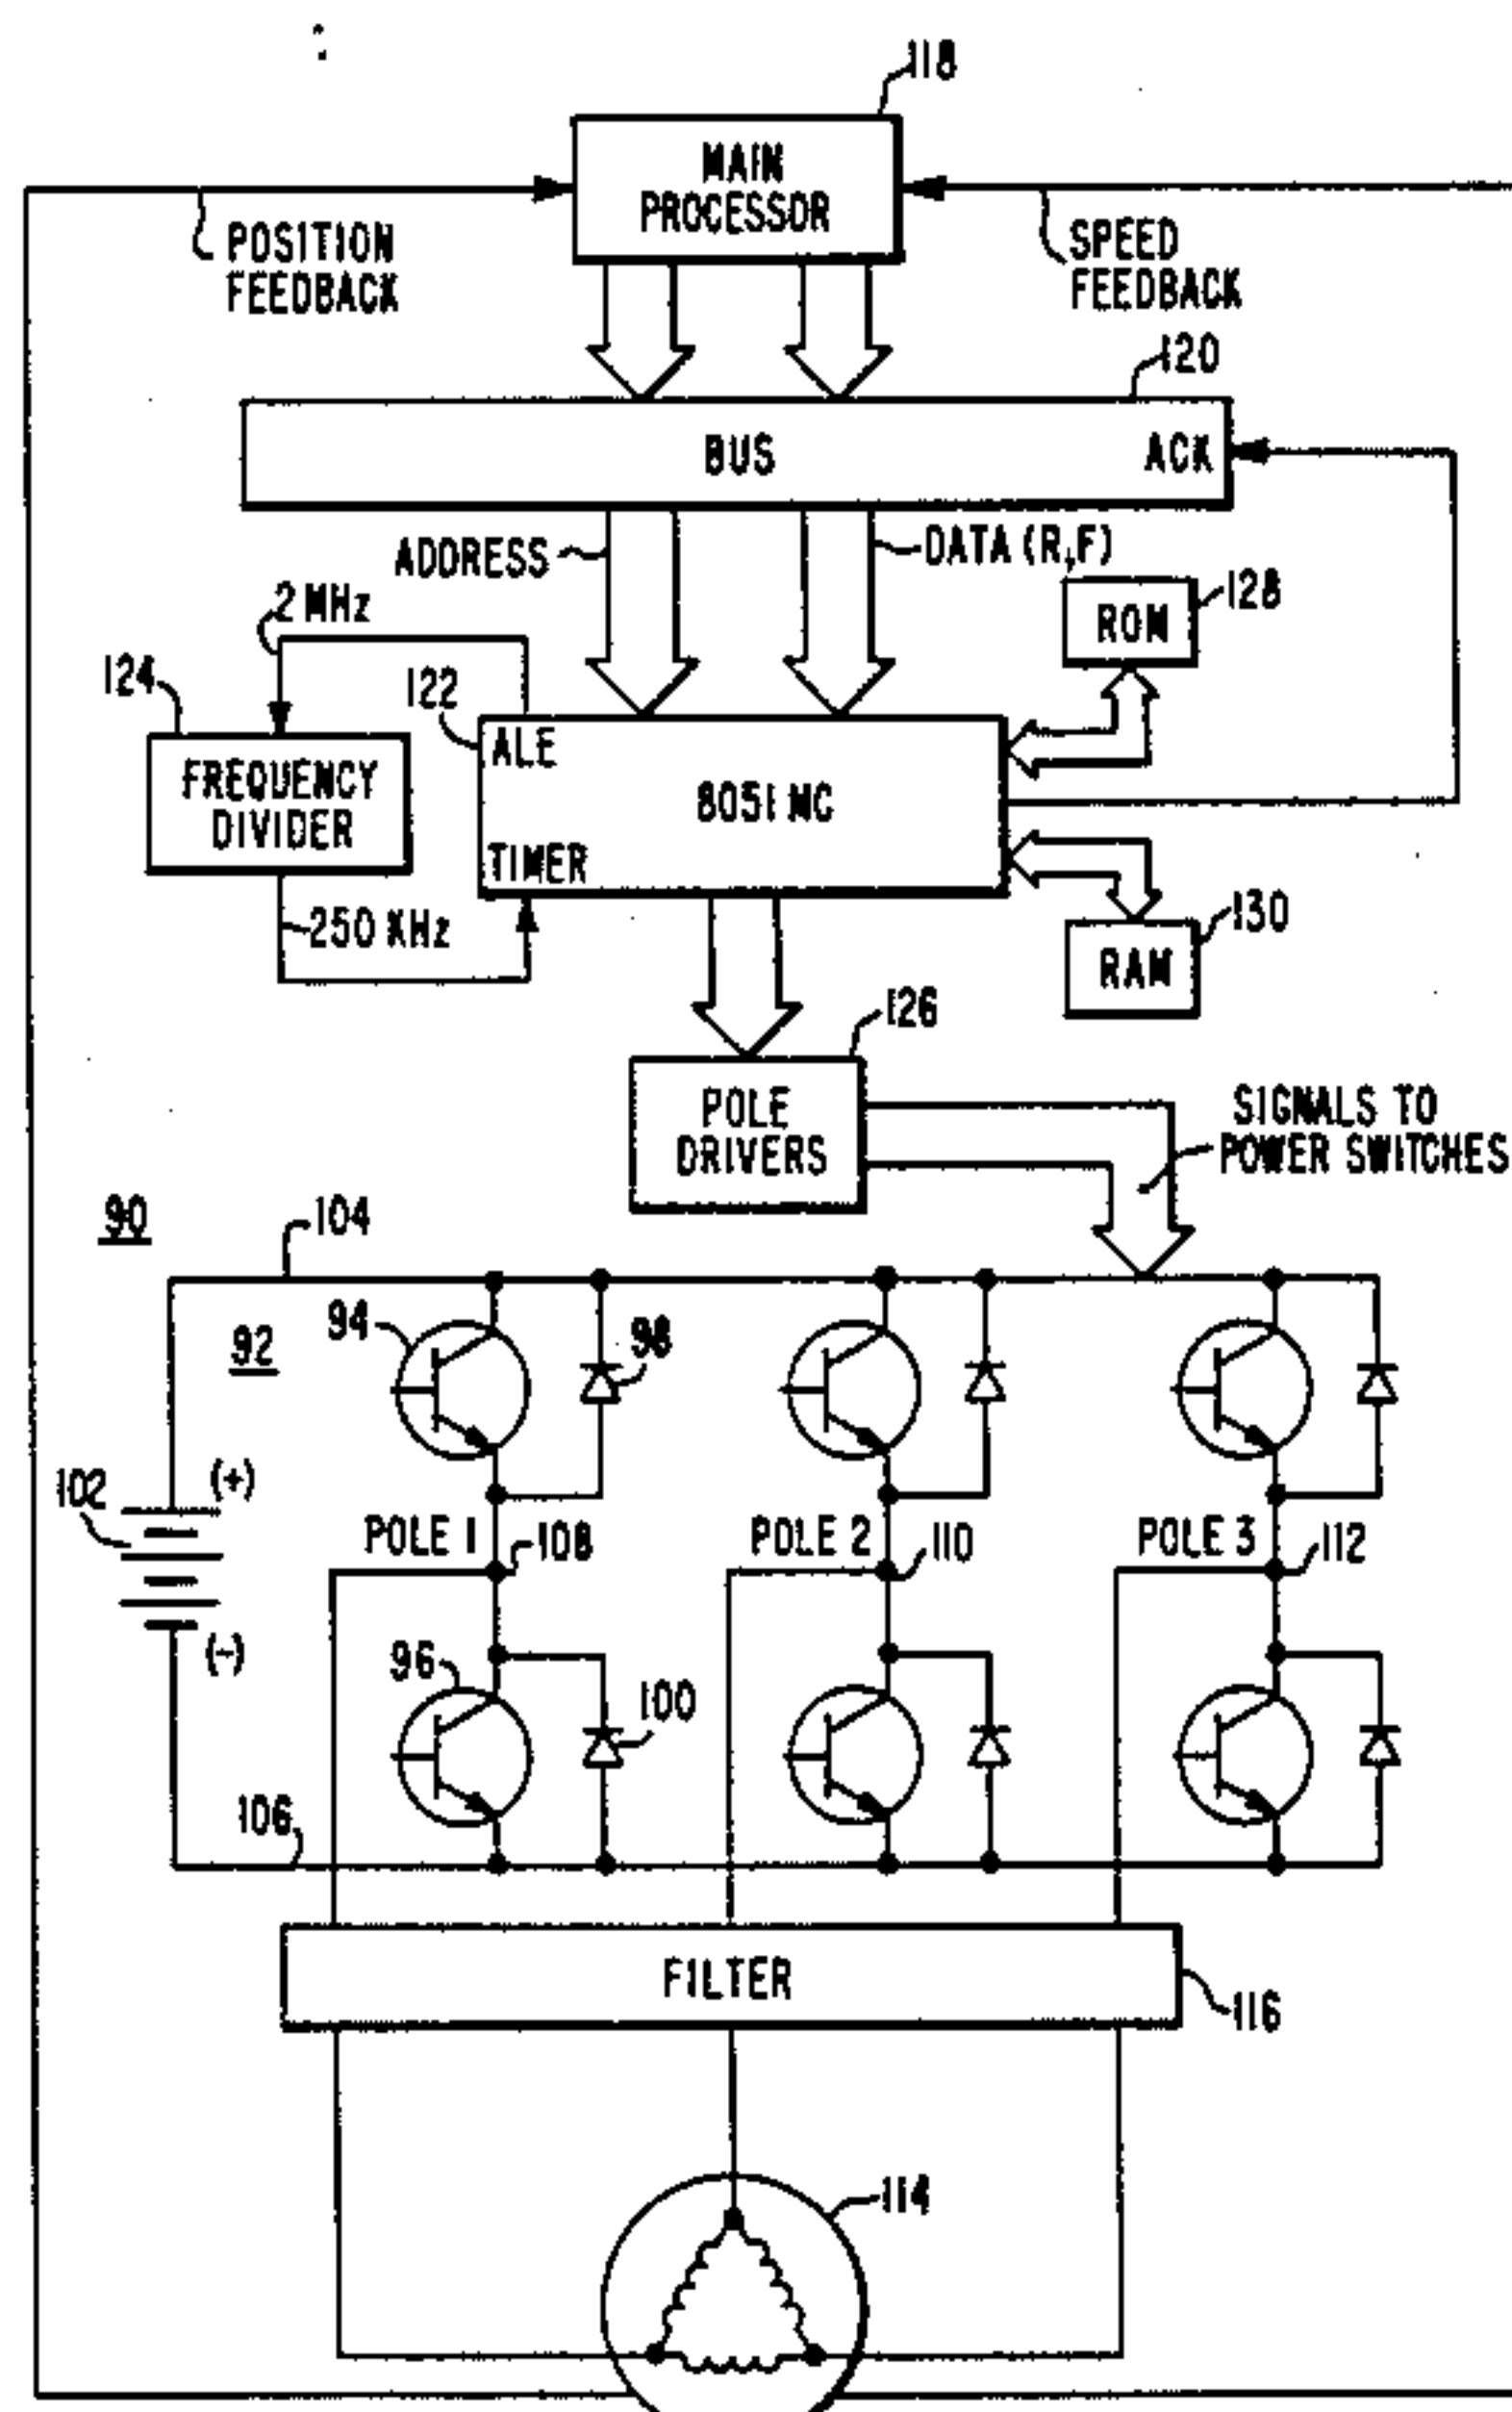 118
MAIN
PROCESSOR
POSITION
FEEDBACK
SPEED
FEEDBACK
120
BUS
ACK
ADDRESS
DATA (R,F)
2 MHz
ROM
128
124
122
ALE
FREQUENCY
DIVIDER
8051 MC
TIMER
250 KHz
130
RAM
126
POLE
DRIVERS
SIGNALS TO
POWER SWITCHES
90
104
94
92
98
102
(+)
POLE 1
108
POLE 2
110
POLE 3
112
(-)
96
100
106
FILTER
116
114